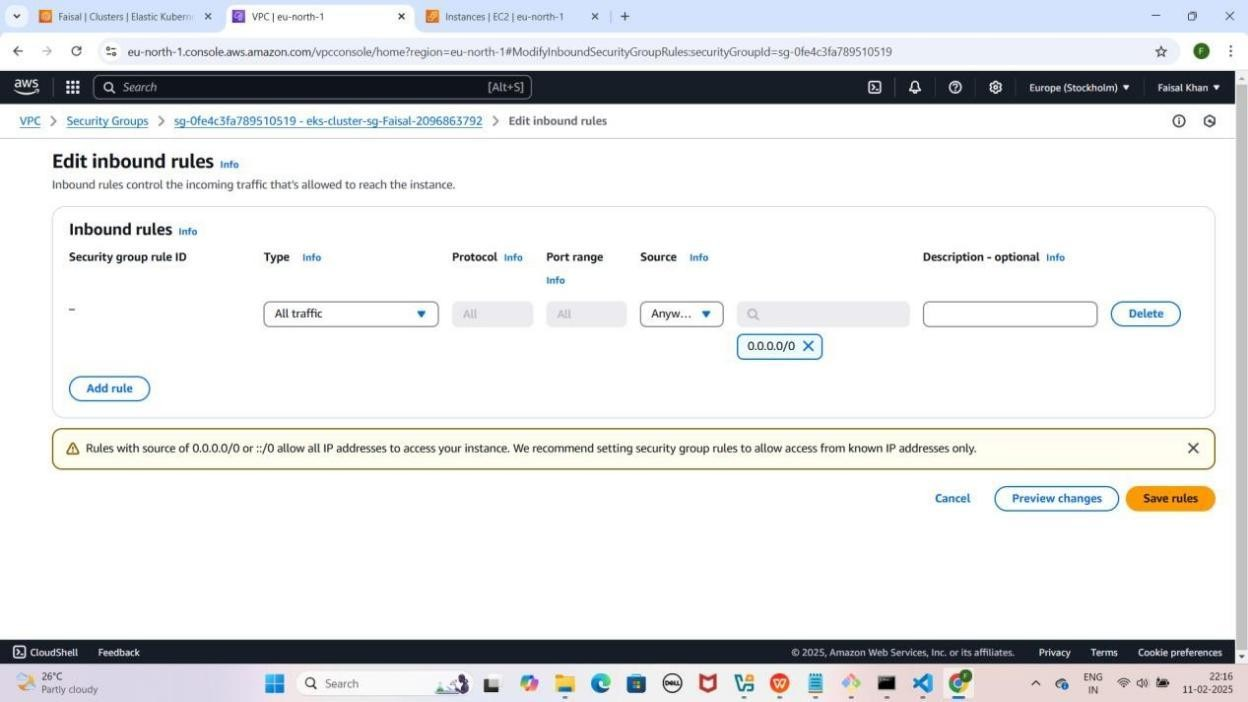 Faisal | Clusters | Elastic Kubern
VPC | eu-north-1
Instances | EC2 | eu-north-1
eu-north-1.console.aws.amazon.com/vpcconsole/home?region=eu-north-1#ModifyInboundSecurityGroupRules:securityGroupId=sg-0fe4c3fa789510519
F
aws
Search
[Alt+S]
Europe (Stockholm)
Faisal Khan
VPC > Security Groups > sg-0fe4c3fa789510519 - eks-cluster-sg-Faisal-2096863792 > Edit inbound rules
Edit inbound rules Info
Inbound rules control the incoming traffic that's allowed to reach the instance.
Inbound rules Info
Security group rule ID
Type Info
Protocol Info
Port range
Info
Source Info
Description - optional Info
–
All traffic
All
All
Anyw...
Delete
0.0.0.0/0
Add rule
Rules with source of 0.0.0.0/0 or ::/0 allow all IP addresses to access your instance. We recommend setting security group rules to allow access from known IP addresses only.
Cancel
Preview changes
Save rules
CloudShell
Feedback
© 2025, Amazon Web Services, Inc. or its affiliates.
Privacy
Terms
Cookie preferences
26°C
Partly cloudy
Search
DELL
ENG
IN
22:16
11-02-2025